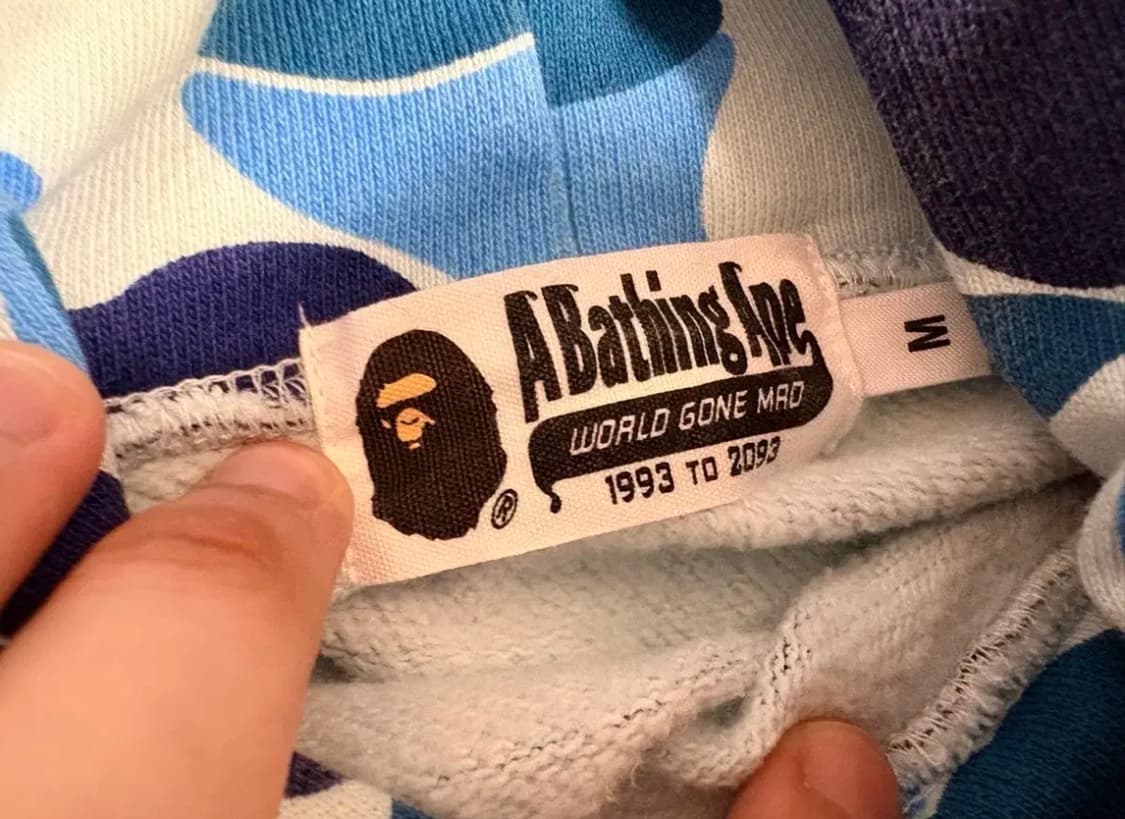 A Bathing Ape
WORLD GONE MAD
1993 TO 2093
®
M